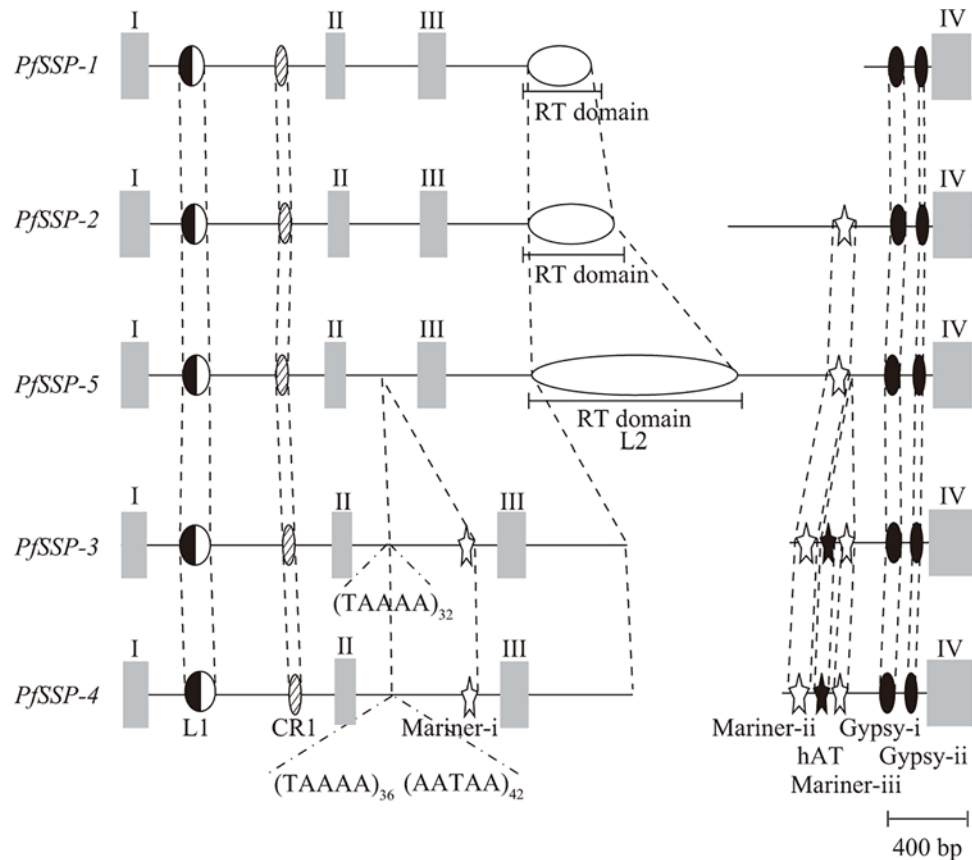 I II III IV
PfSSP-1
RT domain
I II III IV
PfSSP-2
RT domain
I II III IV
PfSSP-5
RT domain
L2
I II III IV
PfSSP-3
(TAAAA)32
I II III IV
PfSSP-4
L1 CR1 Mariner-i Mariner-ii Gypsy-i
hAT Gypsy-ii
(TAAAA)36 (AATAA)42 Mariner-iii
400 bp